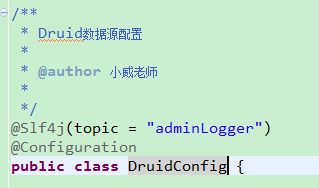 /**
 * Druid数据源配置
 *
 * @author 小威老师
 *
 */
@Slf4j(topic = "adminLogger")
@Configuration
public class DruidConfig {